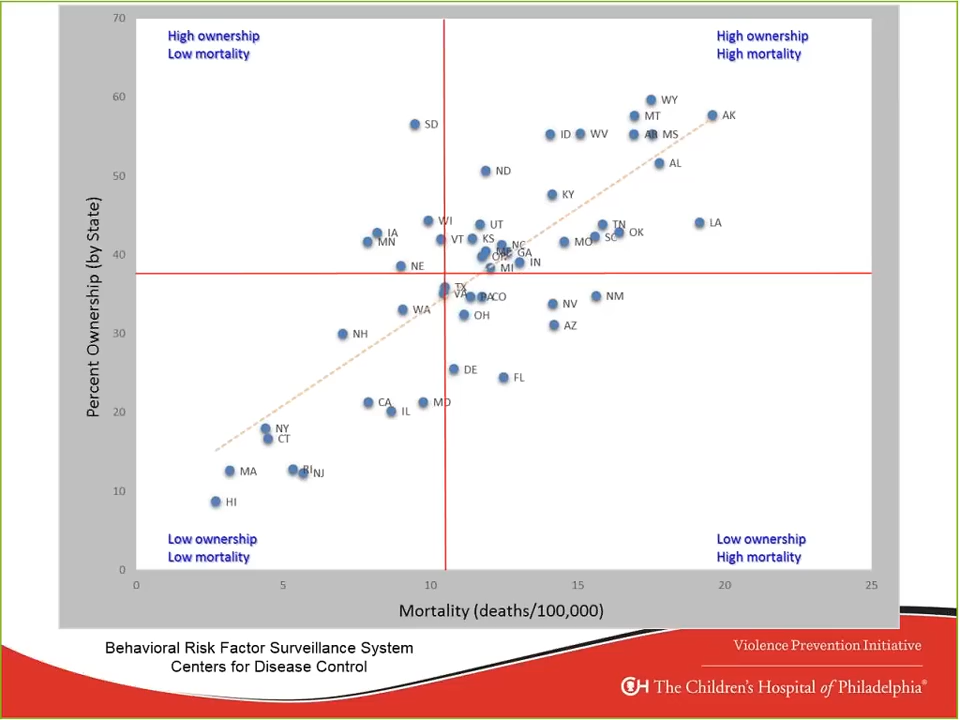 70
High ownership
Low mortality
High ownership
High mortality
60
WY
MT
AK
SD
ID
WV
AR
MS
AL
50
ND
KY
WI
UT
TN
LA
IA
MN
VT
KS
NC
MO
SC
OK
40
GA
NE
MI
IN
TX
VA
PA
CO
NV
NM
WA
OH
AZ
30
NH
DE
FL
CA
IL
MD
20
NY
CT
MA
RI
NJ
10
HI
Low ownership
Low mortality
Low ownership
High mortality
0
0
5
10
15
20
25
Percent Ownership (by State)
Mortality (deaths/100,000)
Behavioral Risk Factor Surveillance System
Centers for Disease Control
Violence Prevention Initiative
The Children's Hospital of Philadelphia®